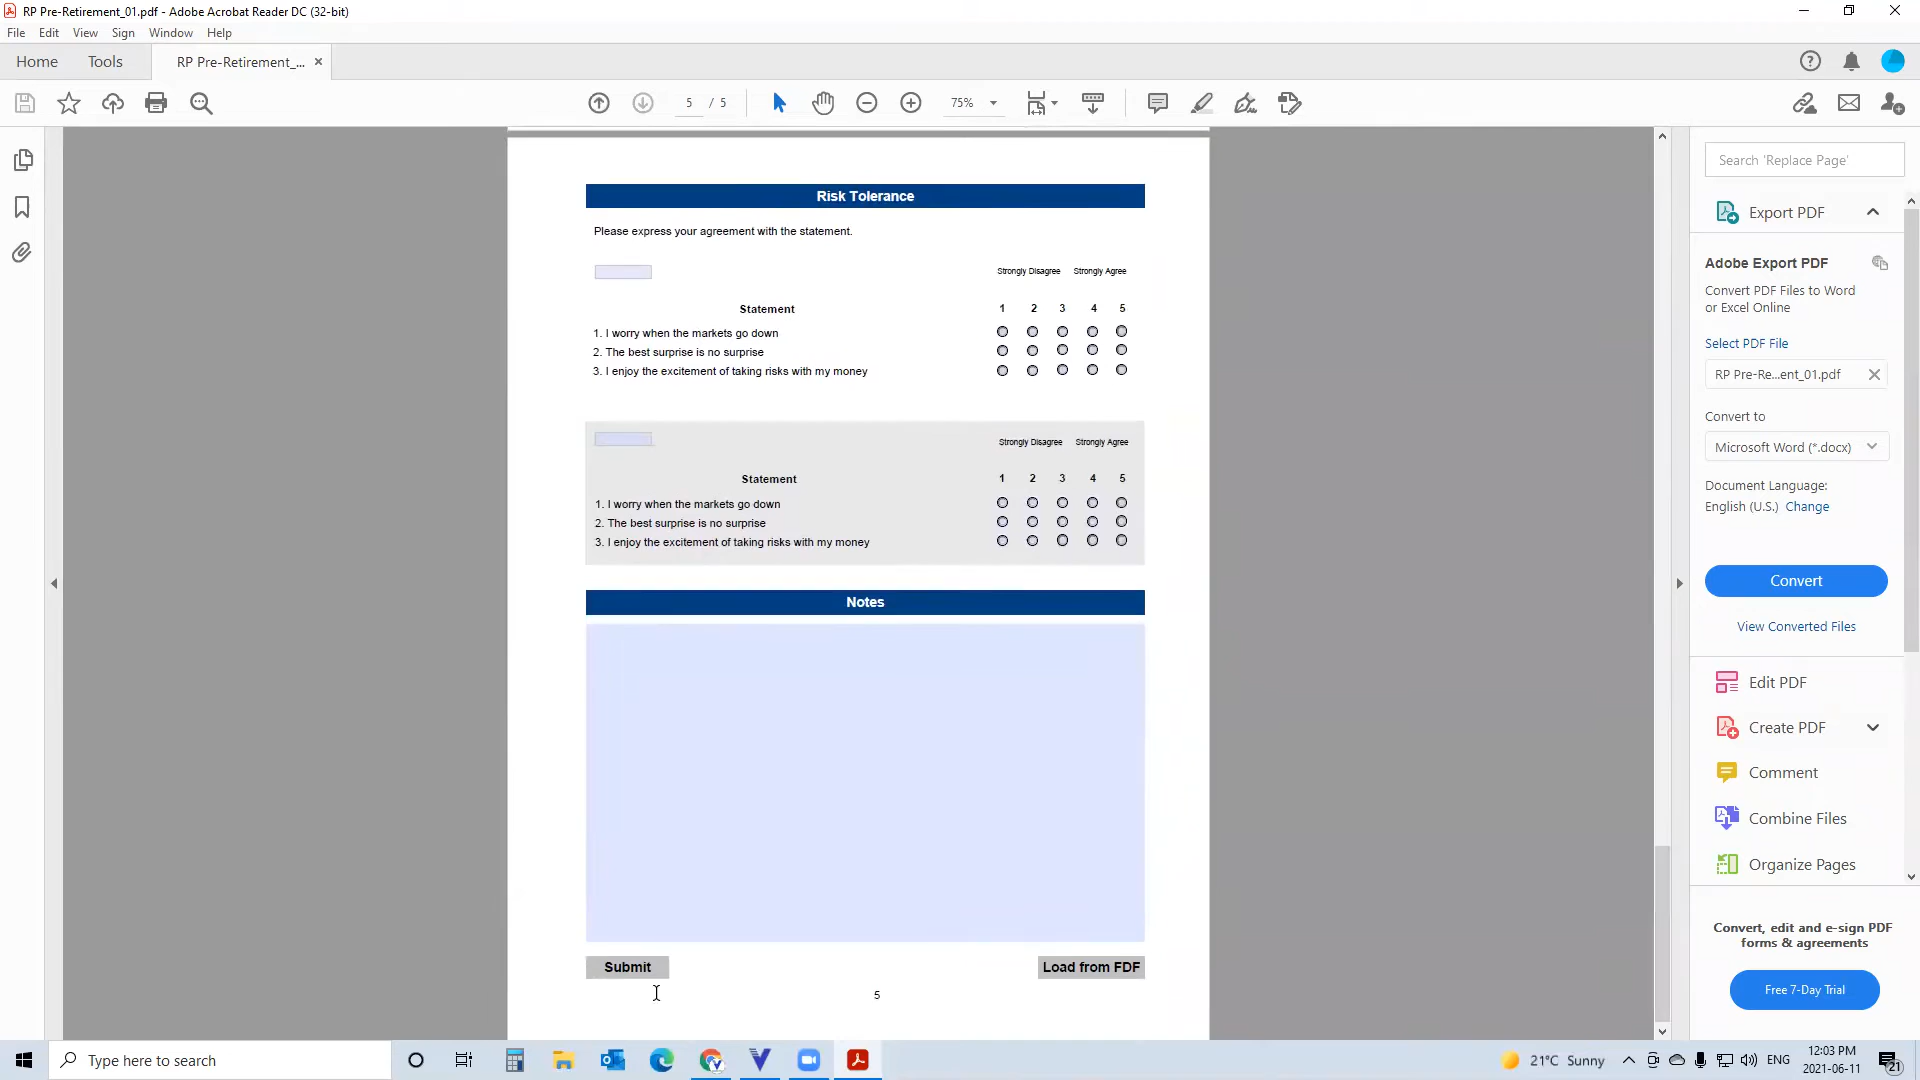 RP Pre-Retirement_01.pdf - Adobe Acrobat Reader DC (32-bit)
File Edit View Sign Window Help
Home Tools RP Pre-Retirement_... ×
5 / 5 75%
Search 'Replace Page'
Export PDF
Adobe Export PDF
Convert PDF Files to Word
or Excel Online
Select PDF File
RP Pre-Re...ent_01.pdf
Convert to
Microsoft Word (*.docx)
Document Language:
English (U.S.) Change
Convert
View Converted Files
Edit PDF
Create PDF
Comment
Combine Files
Organize Pages
Convert, edit and e-sign PDF
forms & agreements
Free 7-Day Trial
Risk Tolerance
Please express your agreement with the statement.
Strongly Disagree Strongly Agree
Statement 1 2 3 4 5
1. I worry when the markets go down
2. The best surprise is no surprise
3. I enjoy the excitement of taking risks with my money
Strongly Disagree Strongly Agree
Statement 1 2 3 4 5
1. I worry when the markets go down
2. The best surprise is no surprise
3. I enjoy the excitement of taking risks with my money
Notes
Submit Load from FDF
5
Type here to search
21°C Sunny ENG 12:03 PM
2021-06-11
21